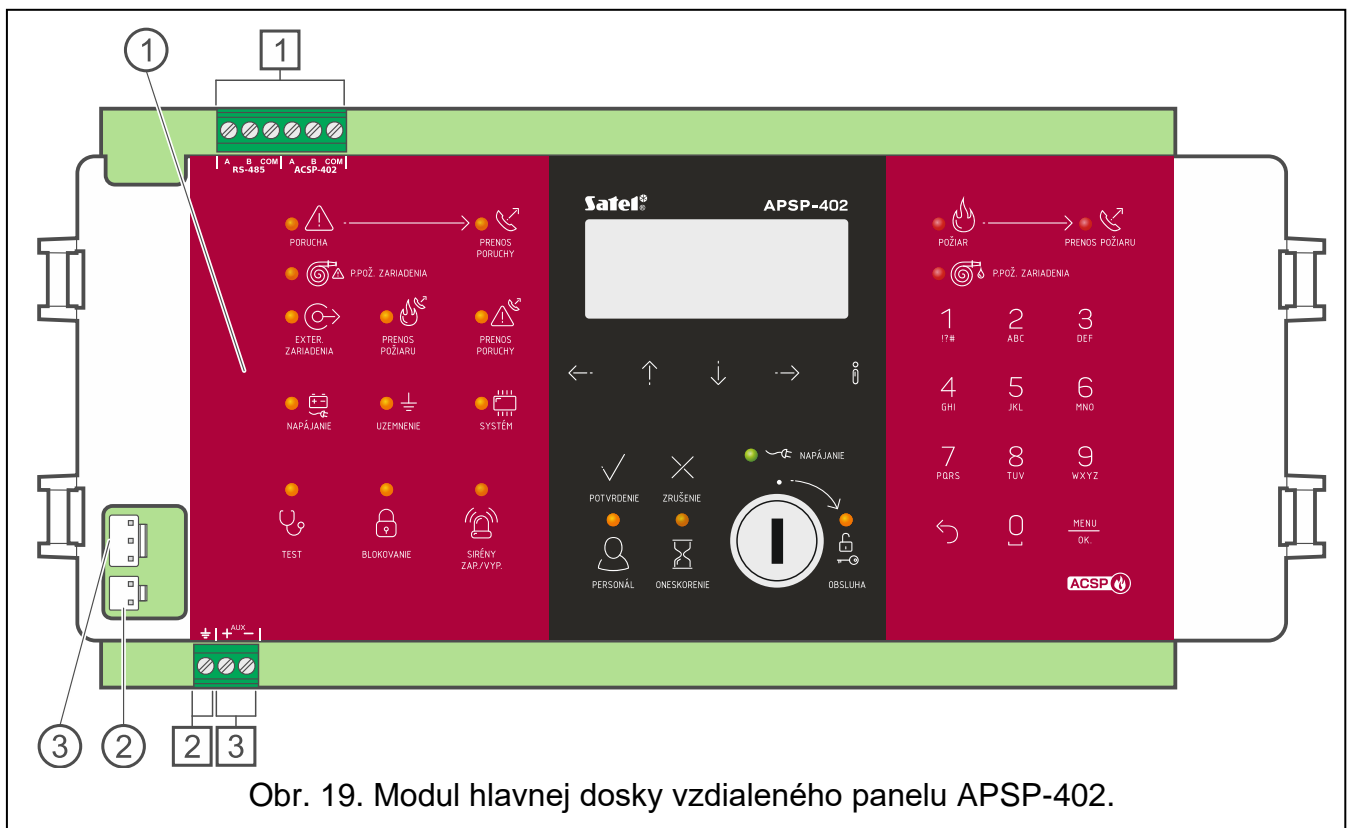 1 1
A B COM A B COM
RS-485 ACSP-402
Satel® APSP-402
PORUCHA PRENOS PORUCHY
P.POŽ. ZARIADENIA
EXTER. ZARIADENIA PRENOS POŽIARU PRENOS PORUCHY
NAPÁJANIE UZEMNENIE SYSTÉM
TEST BLOKOVANIE SIRÉNY ZAP./VYP.
POTVRDENIE ZRUŠENIE NAPÁJANIE
PERSONÁL ONESKORENIE OBSLUHA
POŽIAR PRENOS POŽIARU
P.POŽ. ZARIADENIA
1 2 3
!?# ABC DEF
4 5 6
GHI JKL MNO
7 8 9
PQRS TUV WXYZ
0 MENU
OK.
ACSP
+ AUX −
3 2 2 3
Obr. 19. Modul hlavnej dosky vzdialeného panelu APSP-402.